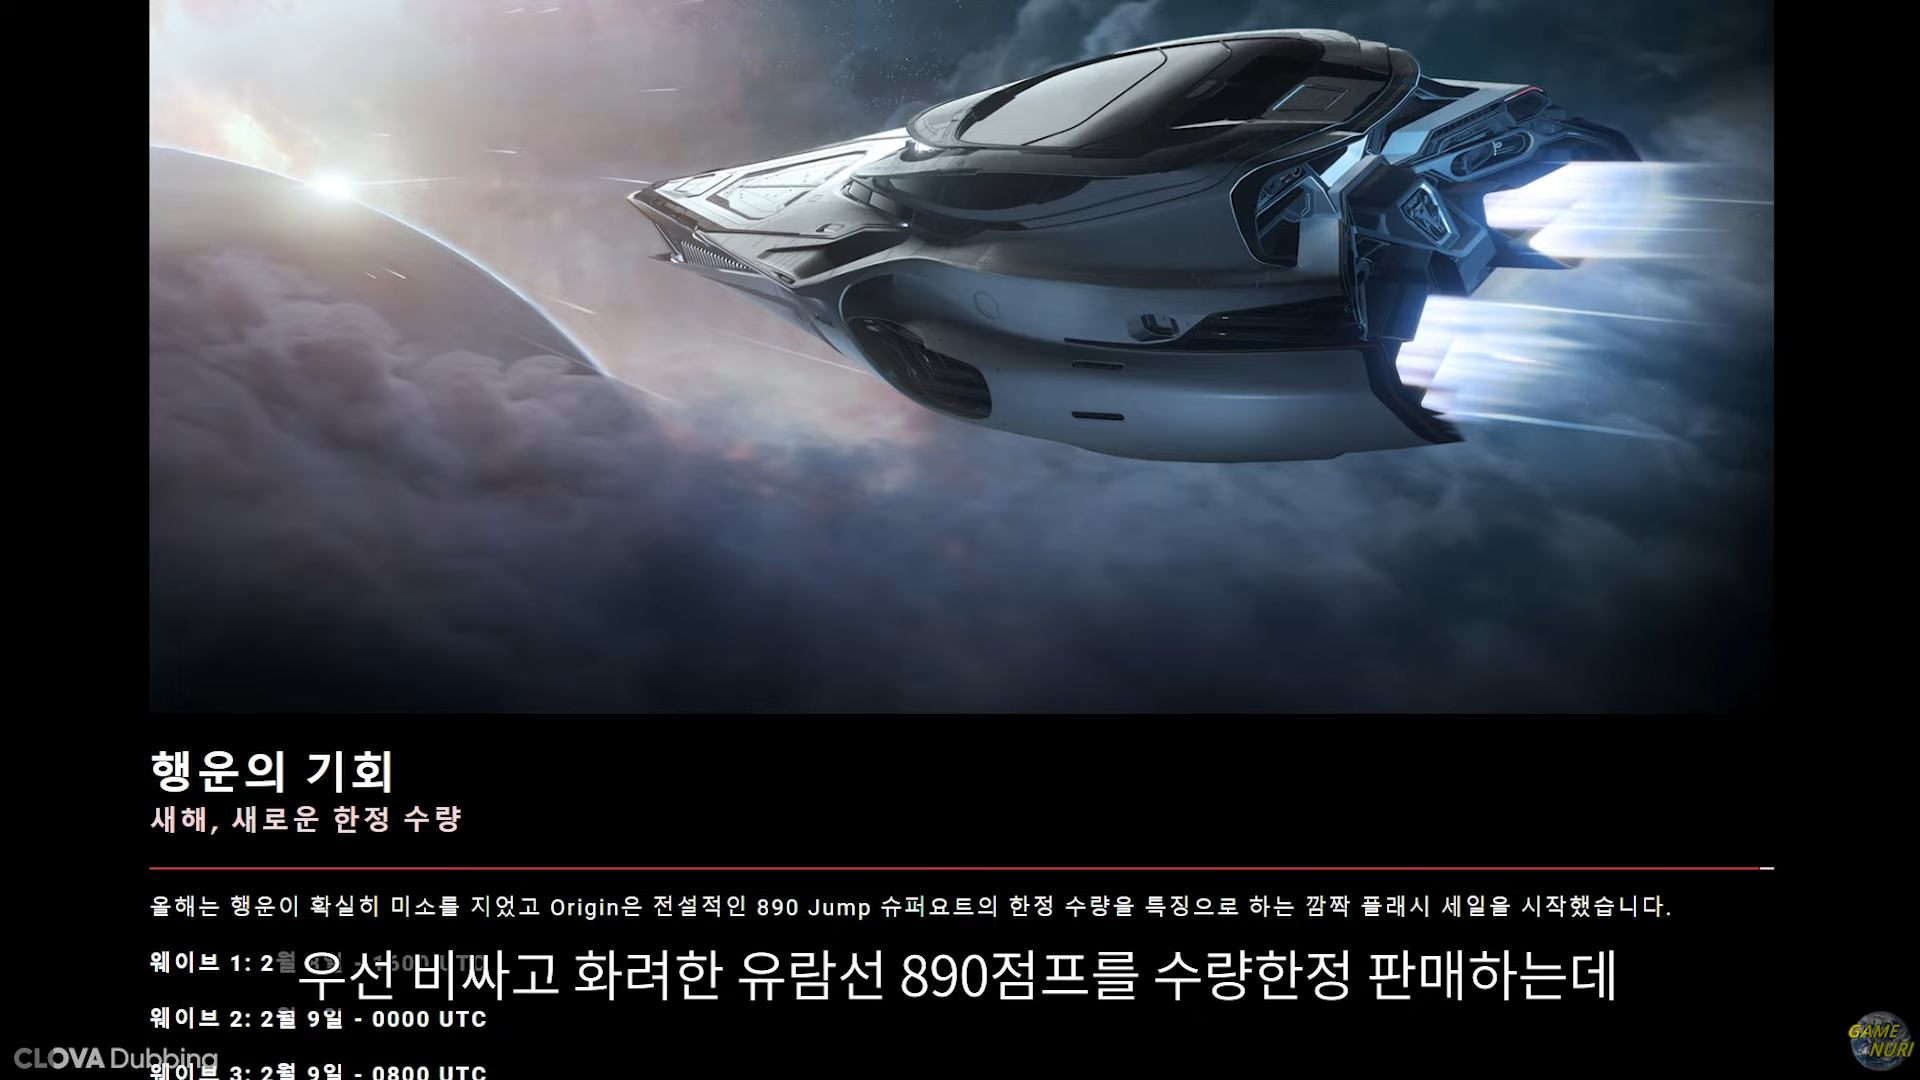 행운의 기회
새해, 새로운 한정 수량
올해는 행운이 확실히 미소를 지었고 Origin은 전설적인 890 Jump 슈퍼요트의 한정 수량을 특징으로 하는 깜짝 플래시 세일을 시작했습니다.
웨이브 1: 2월 8일 - 1600 UTC
우선 비싸고 화려한 유람선 890점프를 수량한정 판매하는데
웨이브 2: 2월 9일 - 0000 UTC
CLOVA Dubbing
웨이브 3: 2월 9일 - 0800 UTC
GAME
NURI